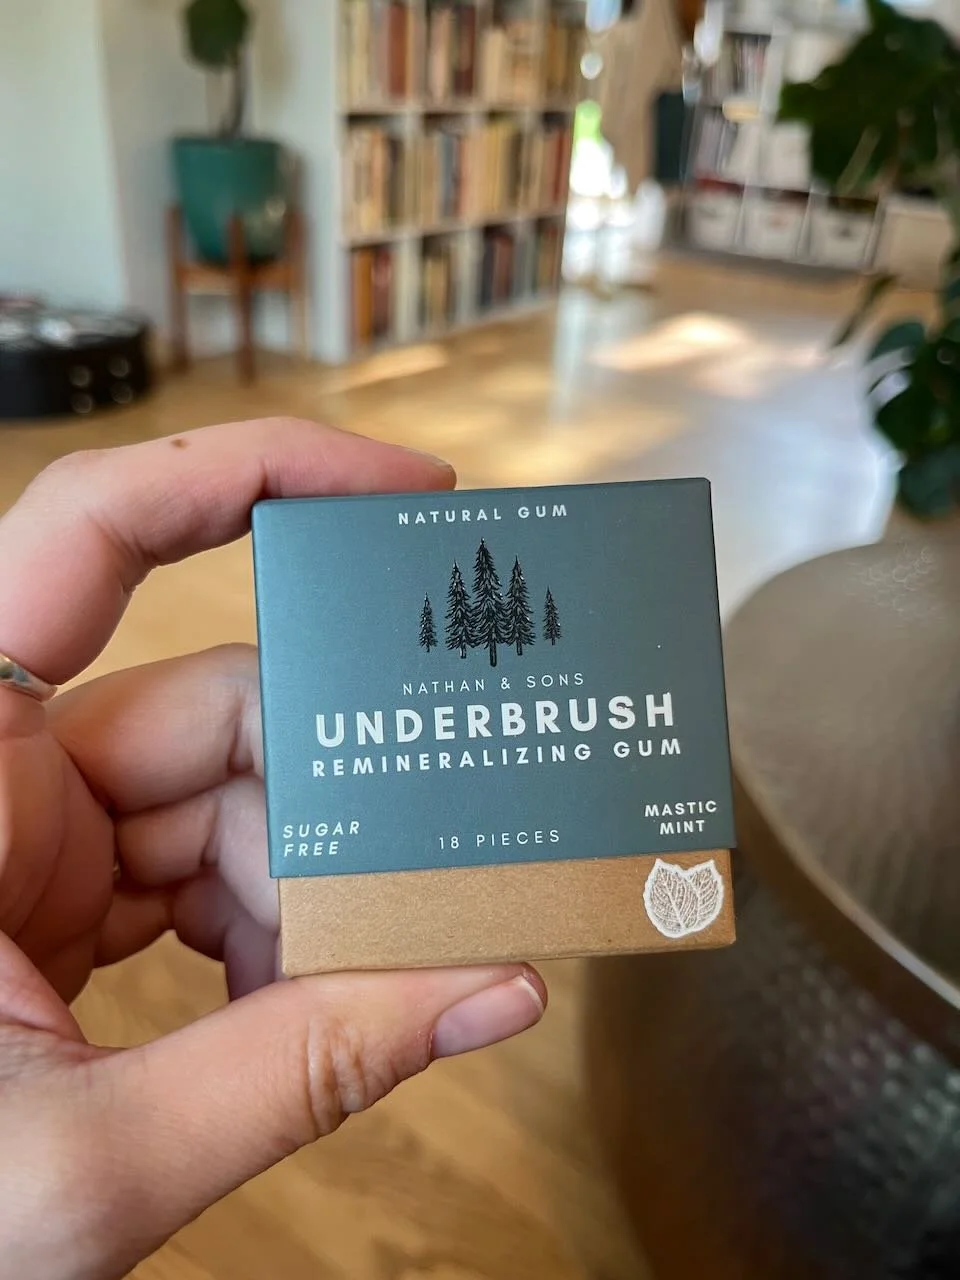 NATURAL GUM
NATHAN & SONS
UNDERBRUSH
REMINERALIZING GUM
SUGAR
FREE
18 PIECES
MASTIC
MINT